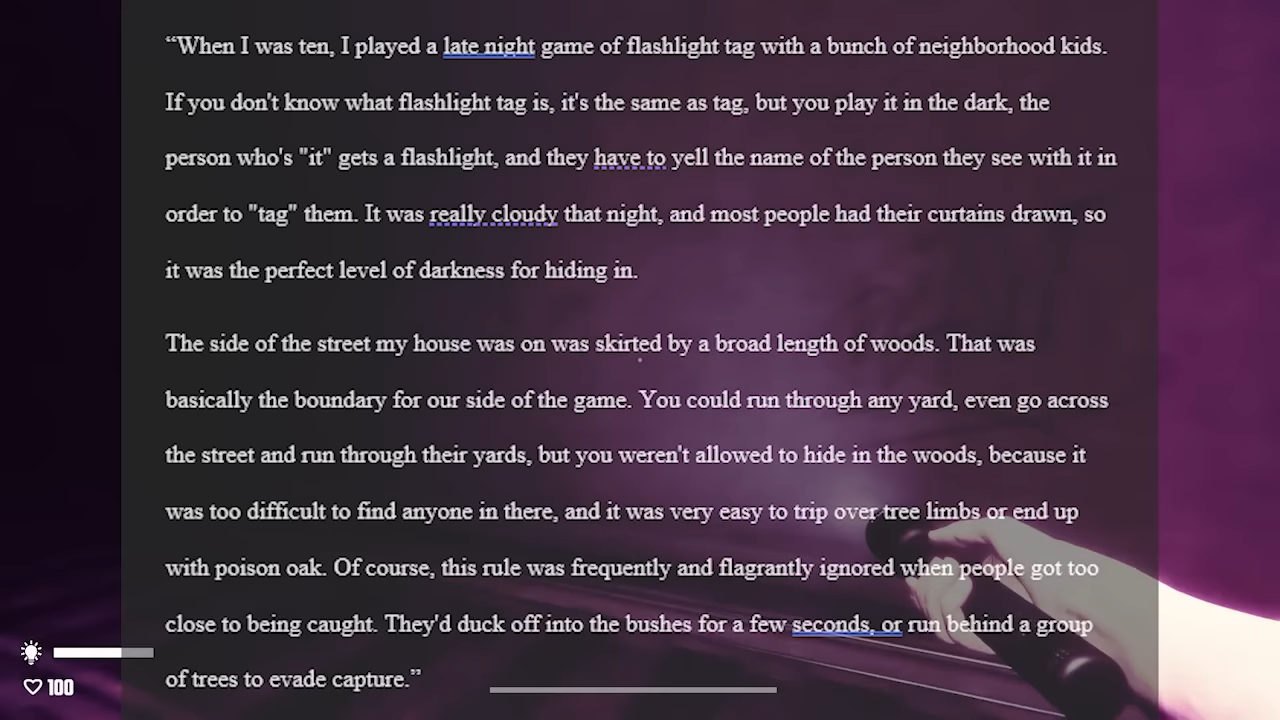 “When I was ten, I played a late night game of flashlight tag with a bunch of neighborhood kids.
If you don't know what flashlight tag is, it's the same as tag, but you play it in the dark, the
person who's "it" gets a flashlight, and they have to yell the name of the person they see with it in
order to "tag" them. It was really cloudy that night, and most people had their curtains drawn, so
it was the perfect level of darkness for hiding in.
The side of the street my house was on was skirted by a broad length of woods. That was
basically the boundary for our side of the game. You could run through any yard, even go across
the street and run through their yards, but you weren't allowed to hide in the woods, because it
was too difficult to find anyone in there, and it was very easy to trip over tree limbs or end up
with poison oak. Of course, this rule was frequently and flagrantly ignored when people got too
close to being caught. They'd duck off into the bushes for a few seconds, or run behind a group
of trees to evade capture.”
100